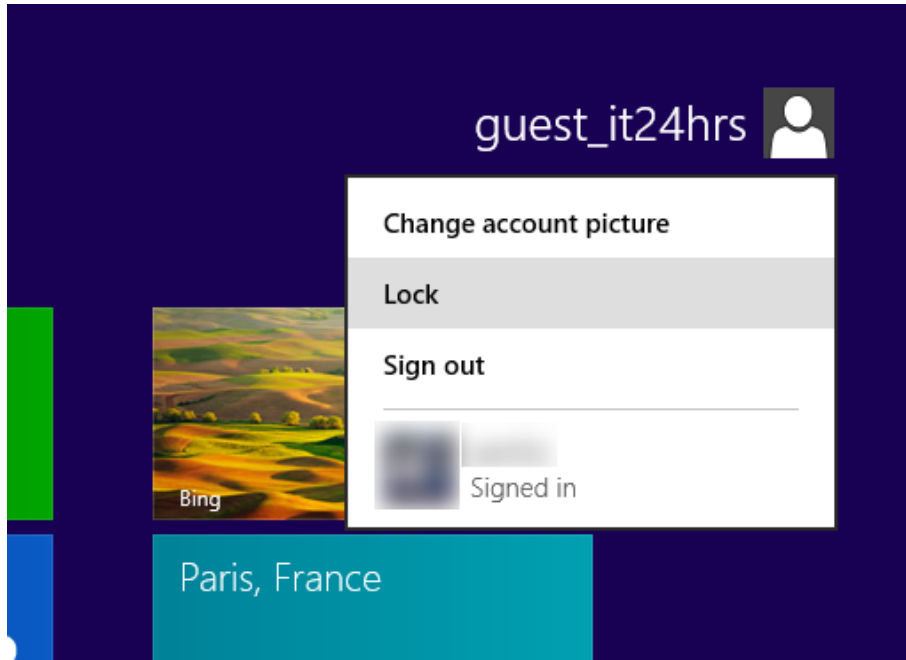 guest_it24hrs
Change account picture
Lock
Sign out
Signed in
Bing
Paris, France